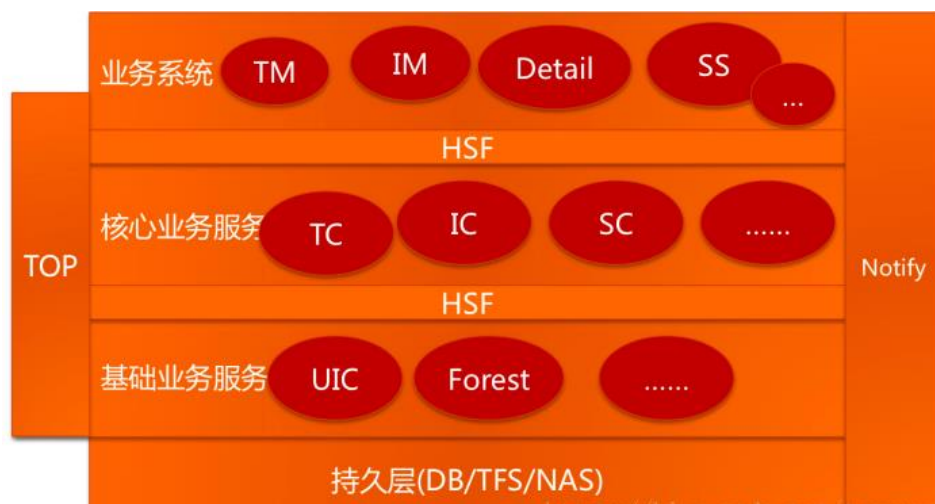 业务系统
TM
IM
Detail
SS
...
HSF
TOP
核心业务服务
TC
IC
SC
......
Notify
HSF
基础业务服务
UIC
Forest
......
持久层(DB/TFS/NAS)